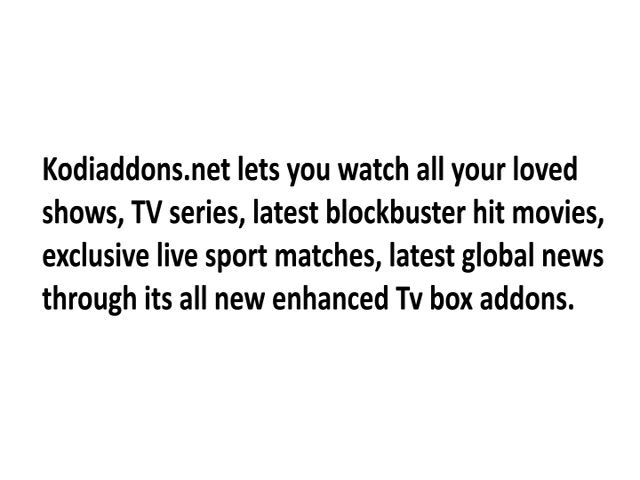 Kodiaddons.net lets you watch all your loved
shows, TV series, latest blockbuster hit movies,
exclusive live sport matches, latest global news
through its all new enhanced Tv box addons.